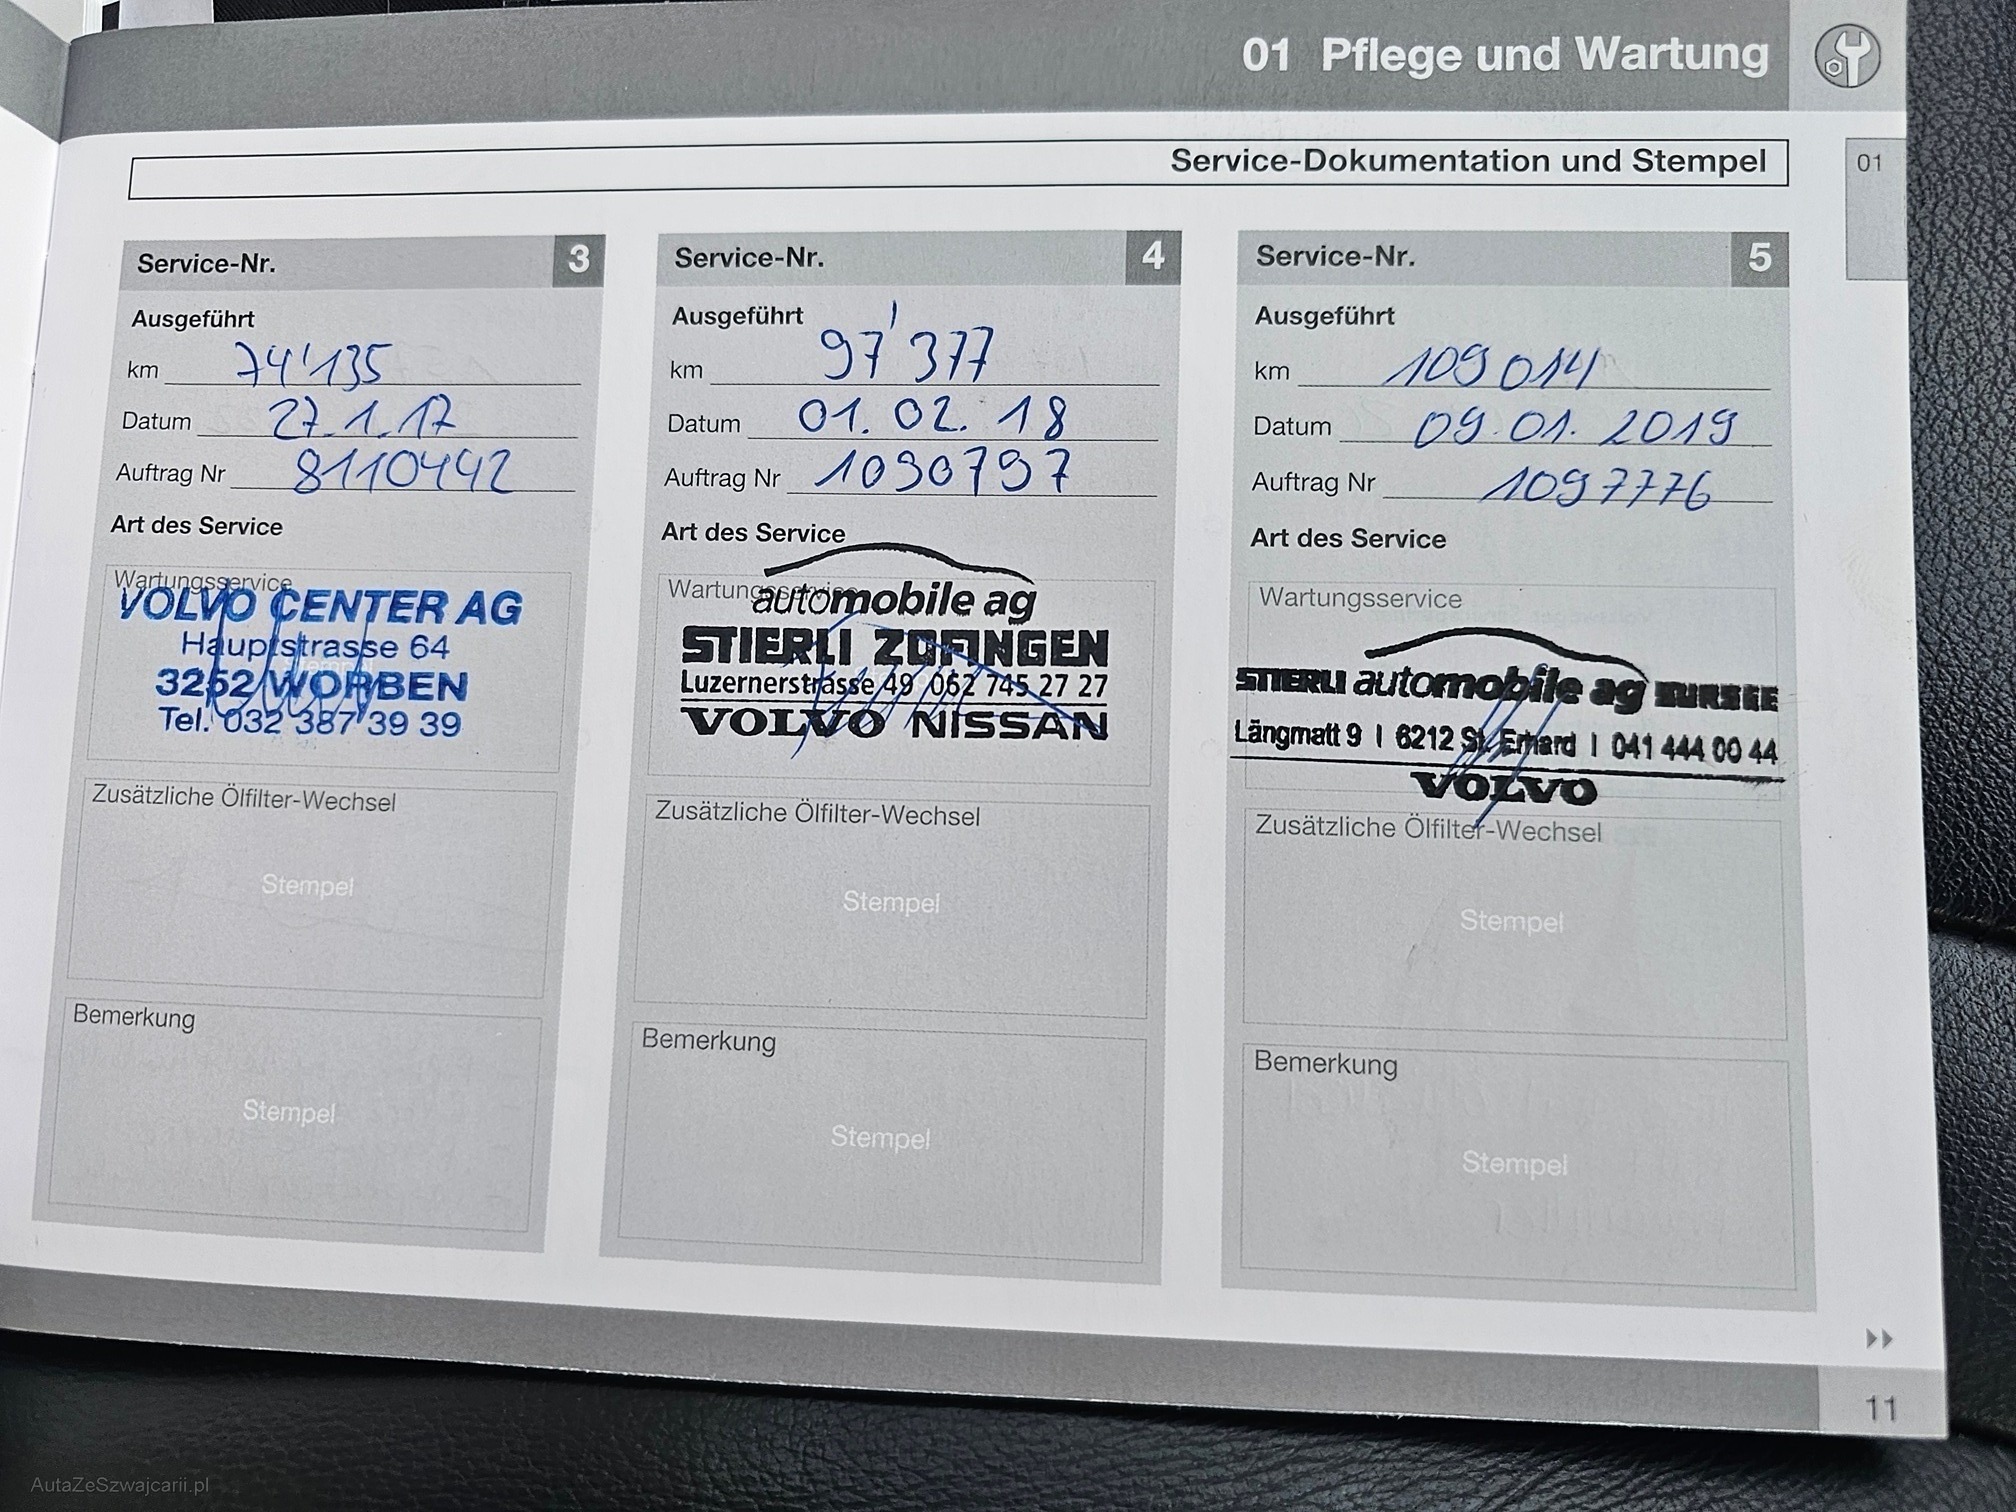 01 Pflege und Wartung
Service-Dokumentation und Stempel
01
Service-Nr. 3
Ausgeführt
km 74'135
Datum 27.1.17
Auftrag Nr 8110442
Art des Service
Wartungsservice
VOLVO CENTER AG
Hauptstrasse 64
Stempel
3252 WORBEN
Tel. 032 387 39 39
Zusätzliche Ölfilter-Wechsel
Stempel
Bemerkung
Stempel
Service-Nr. 4
Ausgeführt
km 97'377
Datum 01.02.18
Auftrag Nr 1090797
Art des Service
Wartungsservice
automobile ag
STIERLI ZOFINGEN
Luzernerstrasse 49 062 745 27 27
VOLVO NISSAN
Zusätzliche Ölfilter-Wechsel
Stempel
Bemerkung
Stempel
Service-Nr. 5
Ausgeführt
km 109014
Datum 09.01.2019
Auftrag Nr 1097776
Art des Service
Wartungsservice
STIERLI automobile ag SURSEE
Längmatt 9 | 6212 St. Erhard | 041 444 00 44
VOLVO
Zusätzliche Ölfilter-Wechsel
Stempel
Bemerkung
Stempel
11
AutaZeSzwajcarii.pl